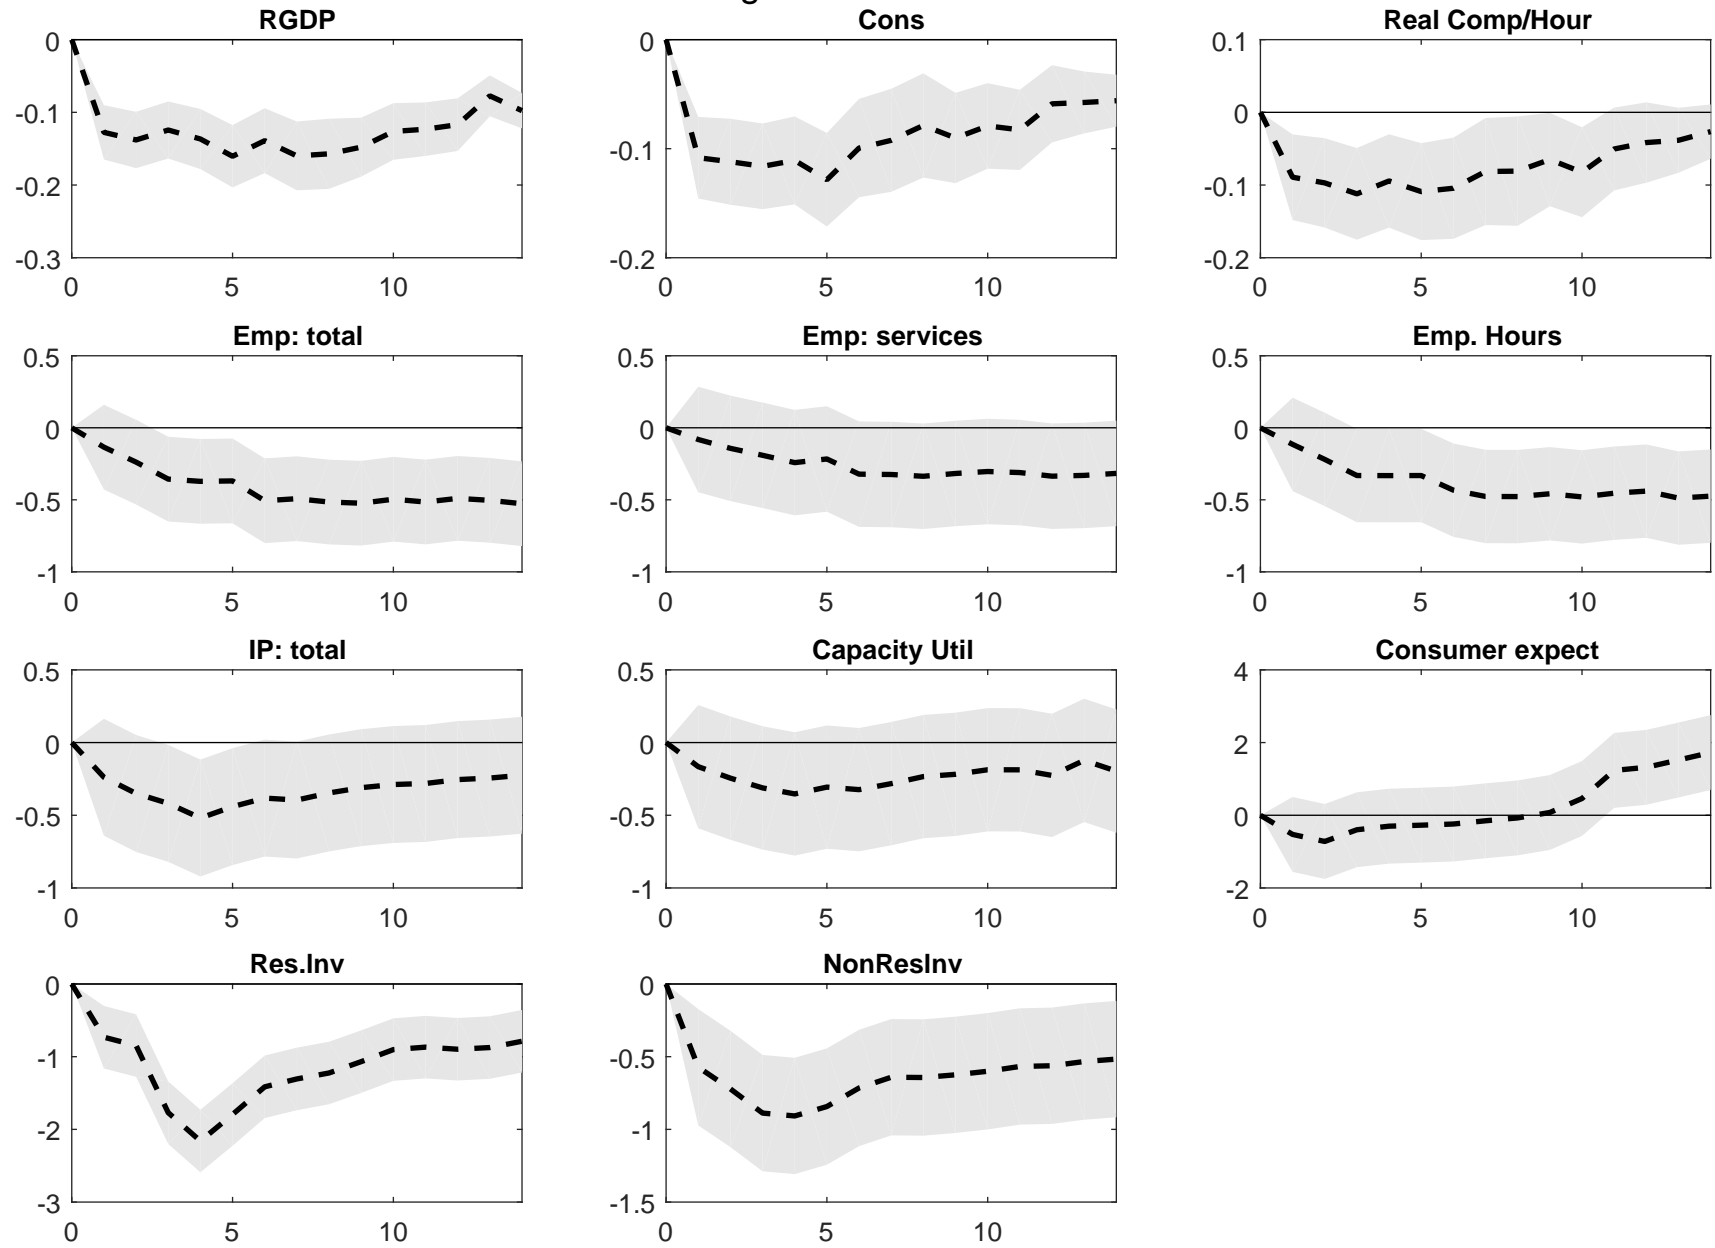 g
RGDP Cons Real Comp/Hour
0 0 0.1
-0.1 -0.1 0
-0.2 -0.2 -0.1
-0.3 -0.2
0 5 10 0 5 10 0 5 10
Emp: total Emp: services Emp. Hours
0.5 0.5 0.5
0 0 0
-0.5 -0.5 -0.5
-1 -1 -1
0 5 10 0 5 10 0 5 10
IP: total Capacity Util Consumer expect
0.5 0.5 4
0 0 2
-0.5 -0.5 0
-1 -1 -2
0 5 10 0 5 10 0 5 10
Res.Inv NonResInv
0 0
-1 -0.5
-2 -1
-3 -1.5
0 5 10 0 5 10